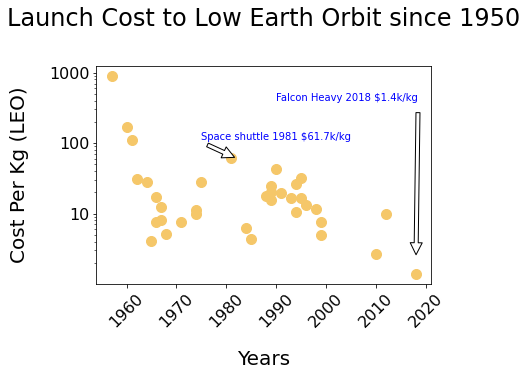 Launch Cost to Low Earth Orbit since 1950
Cost Per Kg (LEO)
1000
100
10
Falcon Heavy 2018 $1.4k/kg
Space shuttle 1981 $61.7k/kg
1960
1970
1980
1990
2000
2010
2020
Years